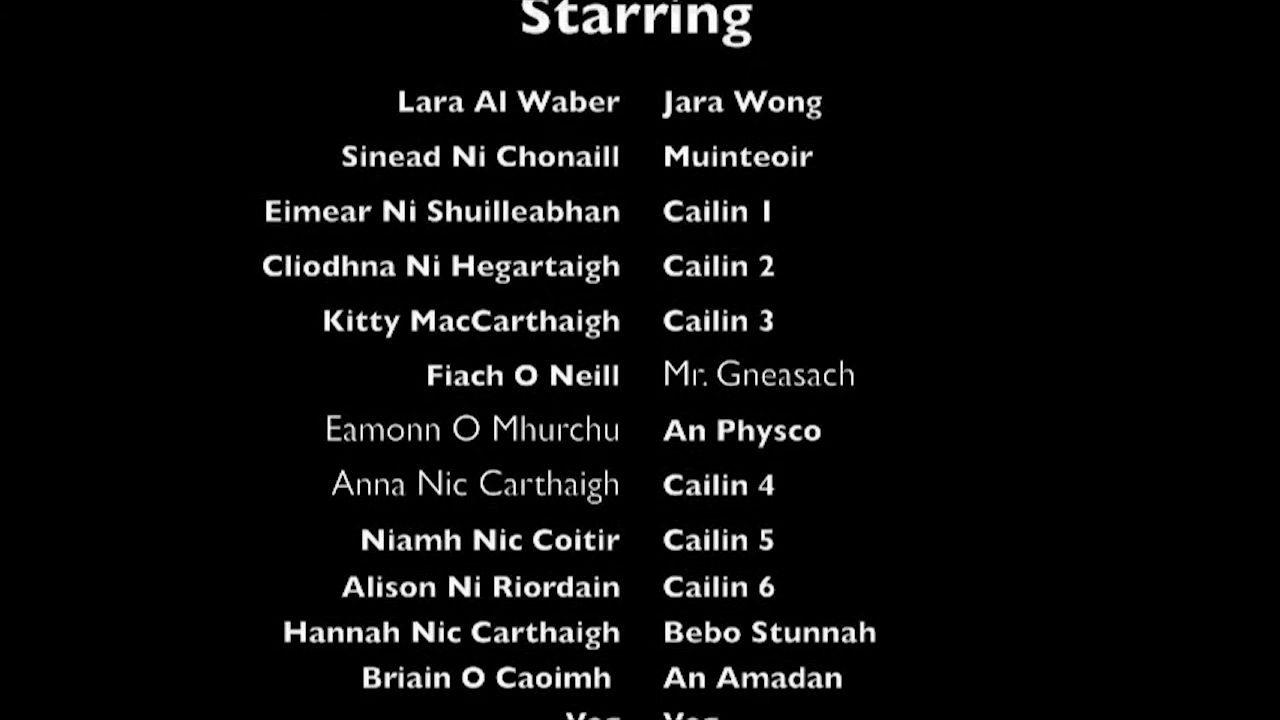 Starring
Lara Al Waber Jara Wong
Sinead Ni Chonaill Muinteoir
Eimear Ni Shuilleabhan Cailin 1
Cliodhna Ni Hegartaigh Cailin 2
Kitty MacCarthaigh Cailin 3
Fiach O Neill Mr. Gneasach
Eamonn O Mhurchu An Physco
Anna Nic Carthaigh Cailin 4
Niamh Nic Coitir Cailin 5
Alison Ni Riordain Cailin 6
Hannah Nic Carthaigh Bebo Stunnah
Briain O Caoimh An Amadan